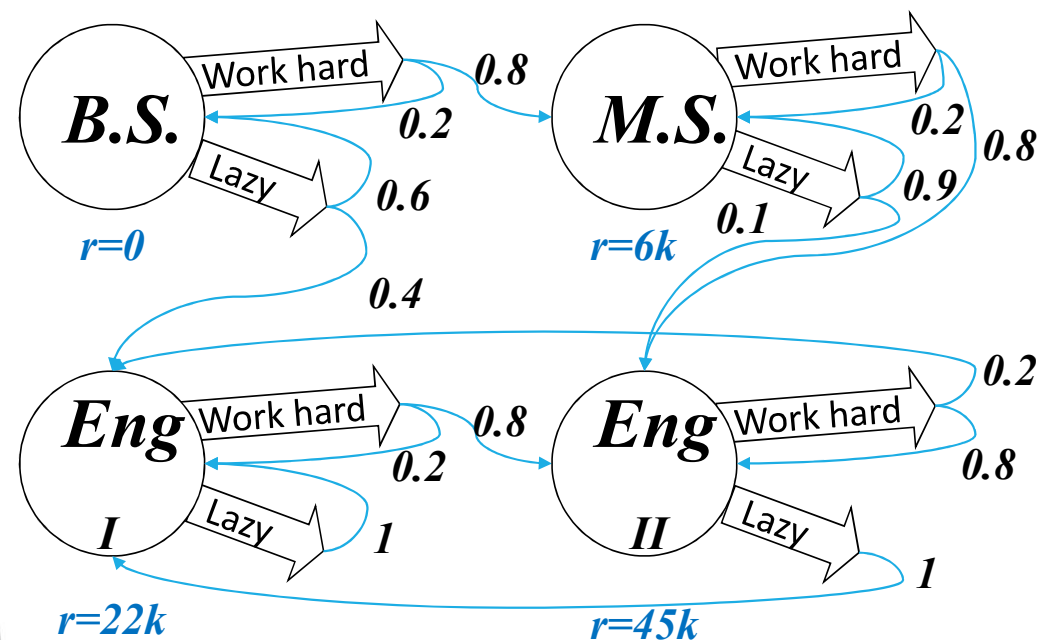 Work hard
0.8
B.S.
0.2
Lazy
0.6
r=0
0.4
Work hard
M.S.
0.2
0.8
Lazy
0.9
0.1
r=6k
Eng
I
Work hard
0.8
0.2
Lazy
1
r=22k
Eng
II
Work hard
0.2
0.8
Lazy
1
r=45k